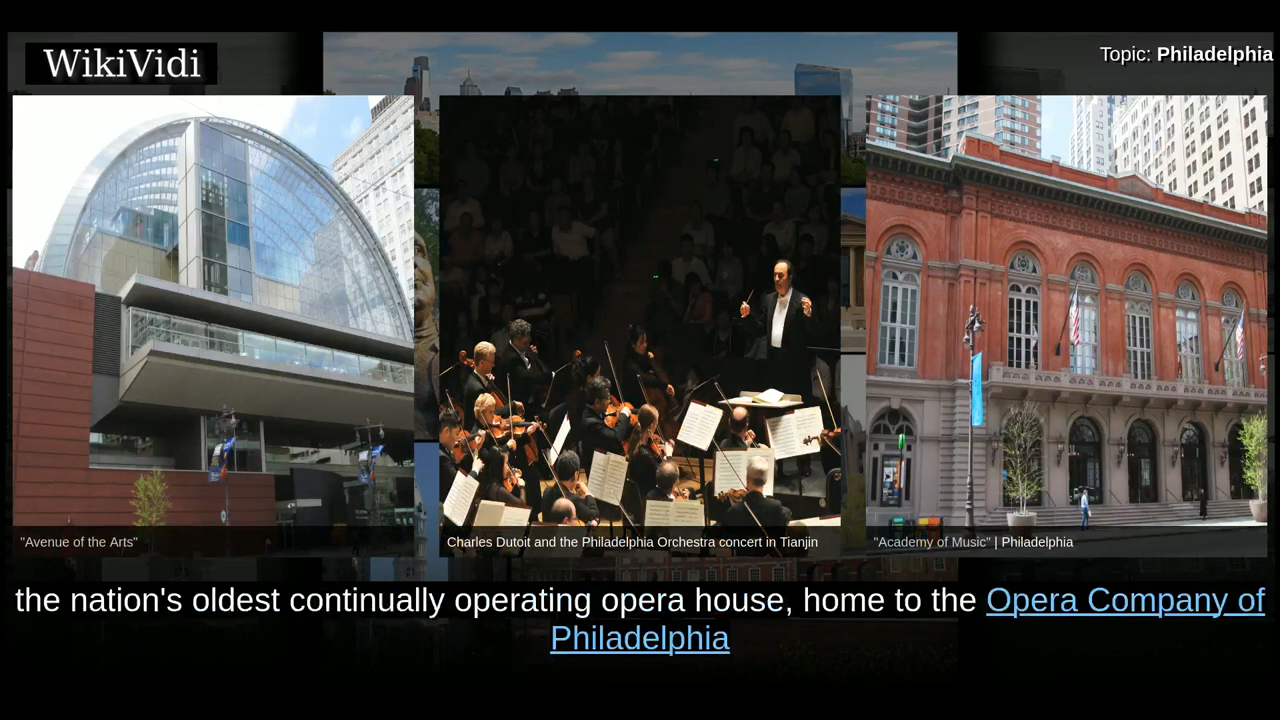 WikiVidi
Topic: Philadelphia
"Avenue of the Arts"
Charles Dutoit and the Philadelphia Orchestra concert in Tianjin
"Academy of Music" | Philadelphia
the nation's oldest continually operating opera house, home to the Opera Company of
Philadelphia